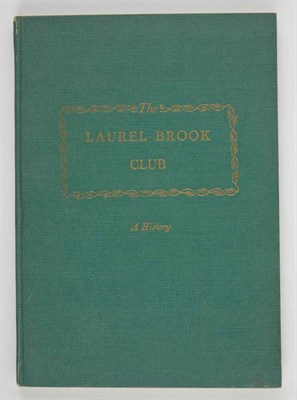 The
LAUREL BROOK
CLUB
A History